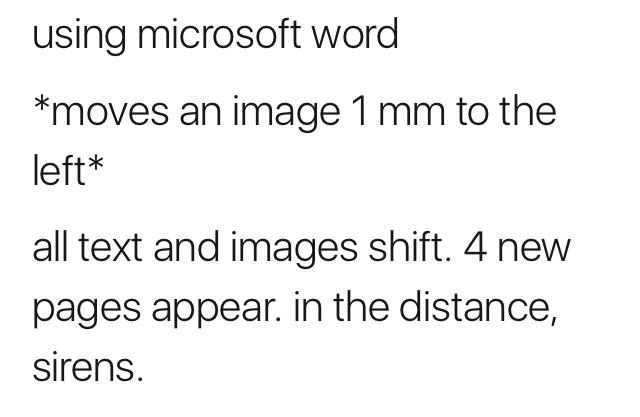 using microsoft word
*moves an image 1 mm to the
left*
all text and images shift. 4 new
pages appear. in the distance,
sirens.